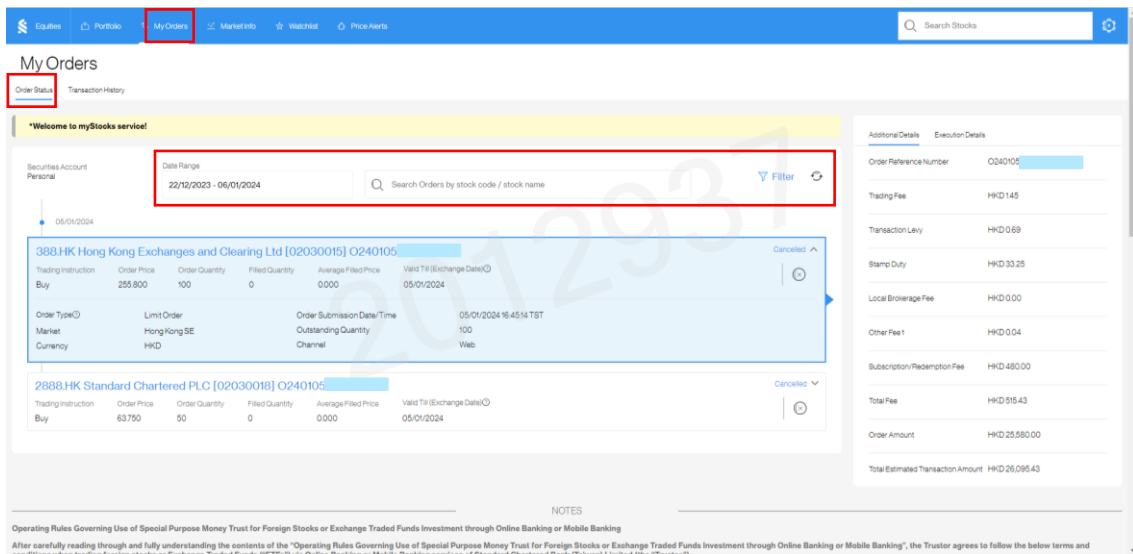 Equities Portfolio My Orders Market Info Watchlist Price Alerts Search Stocks
My Orders
Order Status Transaction History
*Welcome to myStocks service!
Securities Account
Personal
Date Range
22/12/2023 - 06/01/2024
Search Orders by stock code / stock name
Filter
05/01/2024
388.HK Hong Kong Exchanges and Clearing Ltd [02030015] O240105
Cancelled
Trading Instruction Order Price Order Quantity Filled Quantity Average Filled Price Valid Till (Exchange Date)
Buy 255.800 100 0 0.000 05/01/2024
Order Type Limit Order Order Submission Date/Time 05/01/2024 16:45:14 TST
Market Hong Kong SE Outstanding Quantity 100
Currency HKD Channel Web
2888.HK Standard Chartered PLC [02030018] O240105
Cancelled
Trading Instruction Order Price Order Quantity Filled Quantity Average Filled Price Valid Till (Exchange Date)
Buy 63.750 50 0 0.000 05/01/2024
Additional Details Execution Details
Order Reference Number O240105
Trading Fee HKD 1.45
Transaction Levy HKD 0.69
Stamp Duty HKD 33.25
Local Brokerage Fee HKD 0.00
Other Fee 1 HKD 0.04
Subscription/Redemption Fee HKD 480.00
Total Fee HKD 515.43
Order Amount HKD 25,580.00
Total Estimated Transaction Amount HKD 26,095.43
2012937
NOTES
Operating Rules Governing Use of Special Purpose Money Trust for Foreign Stocks or Exchange Traded Funds Investment through Online Banking or Mobile Banking
After carefully reading through and fully understanding the contents of the "Operating Rules Governing Use of Special Purpose Money Trust for Foreign Stocks or Exchange Traded Funds Investment through Online Banking or Mobile Banking", the Trustor agrees to follow the below terms and